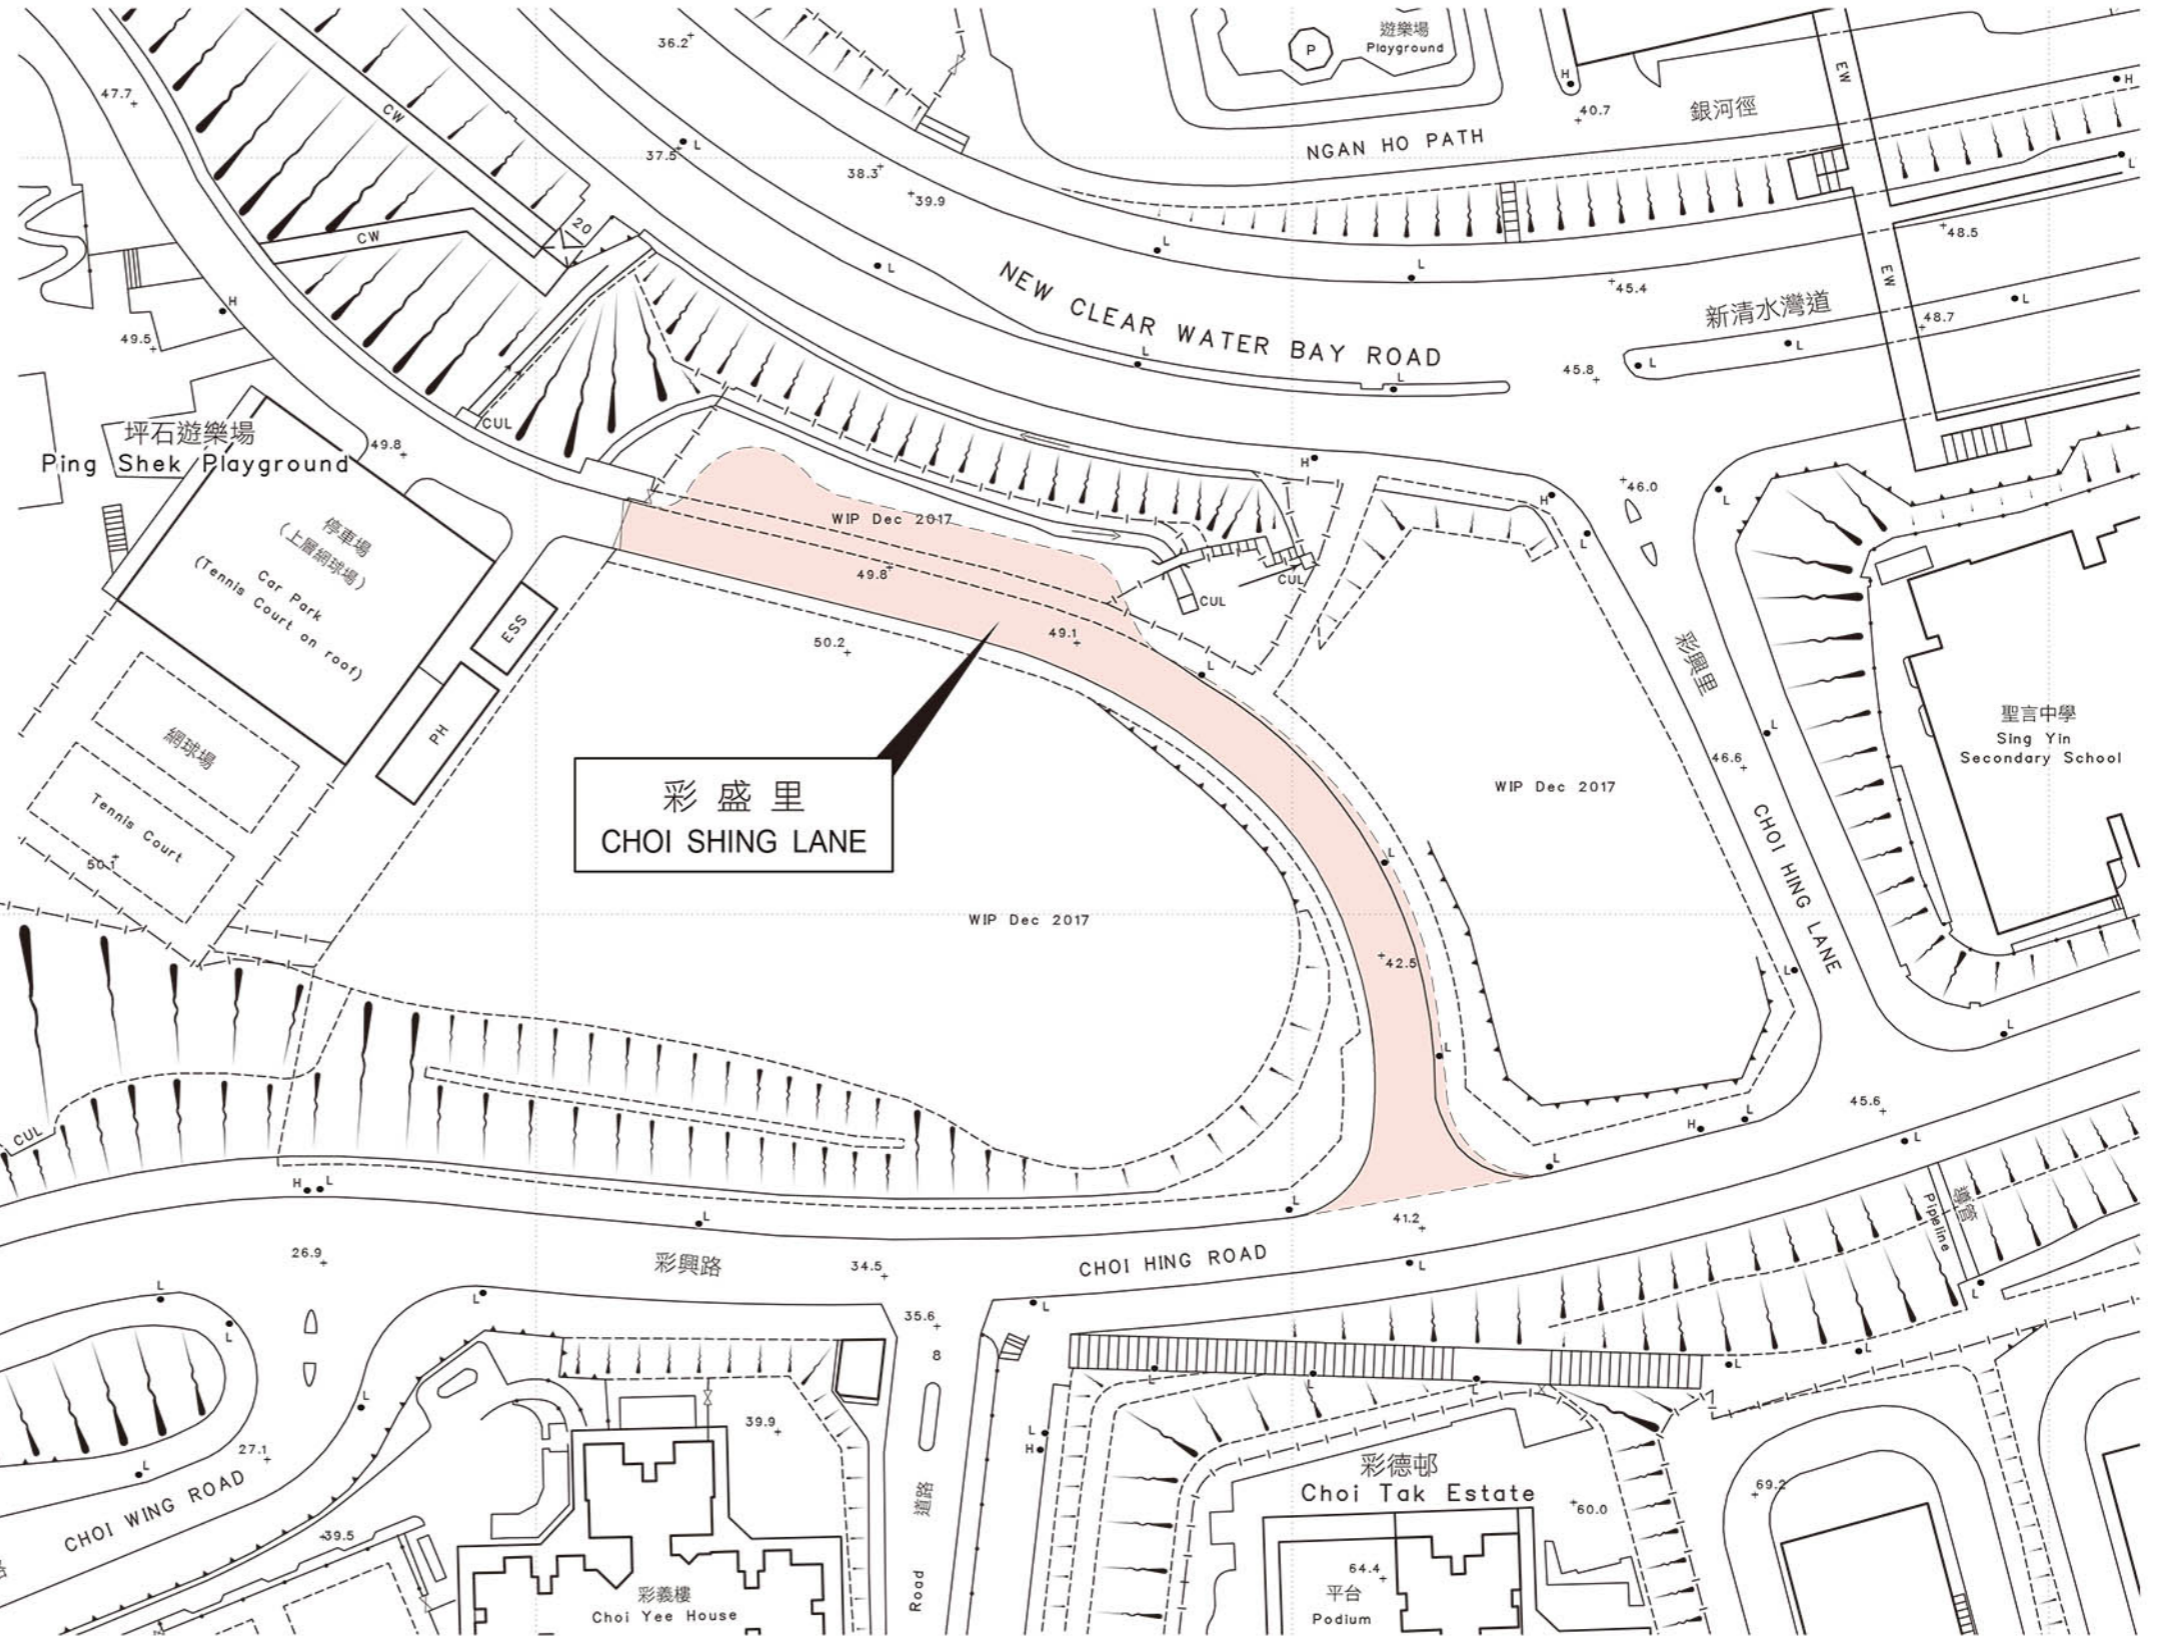 36.2
遊樂場
Playground
P
H
EW
H
47.7
CW
40.7
銀河徑
L
37.5
NGAN HO PATH
L
38.3
39.9
CW
20
L
48.5
H
L
L
EW
NEW CLEAR WATER BAY ROAD
45.4
新清水灣道
L
48.7
49.5
L
L
45.8
L
L
CUL
坪石遊樂場
Ping Shek Playground
49.8
H
46.0
L
H
L
停車場
(上層網球場)
Car Park
(Tennis Court on roof)
WIP Dec 2017
49.8
CUL
CUL
ESS
50.2
49.1
L
彩興里
PH
網球場
聖言中學
Sing Yin
Secondary School
L
46.6
彩盛里
CHOI SHING LANE
WIP Dec 2017
Tennis Court
50.1
CHOI HING LANE
L
WIP Dec 2017
42.5
L
L
L
45.6
CUL
H
L
L
L
H
L
L
L
41.2
導管
Pipeline
26.9
彩興路
34.5
CHOI HING ROAD
L
L
L
L
L
35.6
8
L
L
L
L
L
L
L
39.9
L
H
27.1
L
CHOI WING ROAD
彩德邨
Choi Tak Estate
道路
Road
60.0
69.2
39.5
64.4
彩義樓
Choi Yee House
平台
Podium